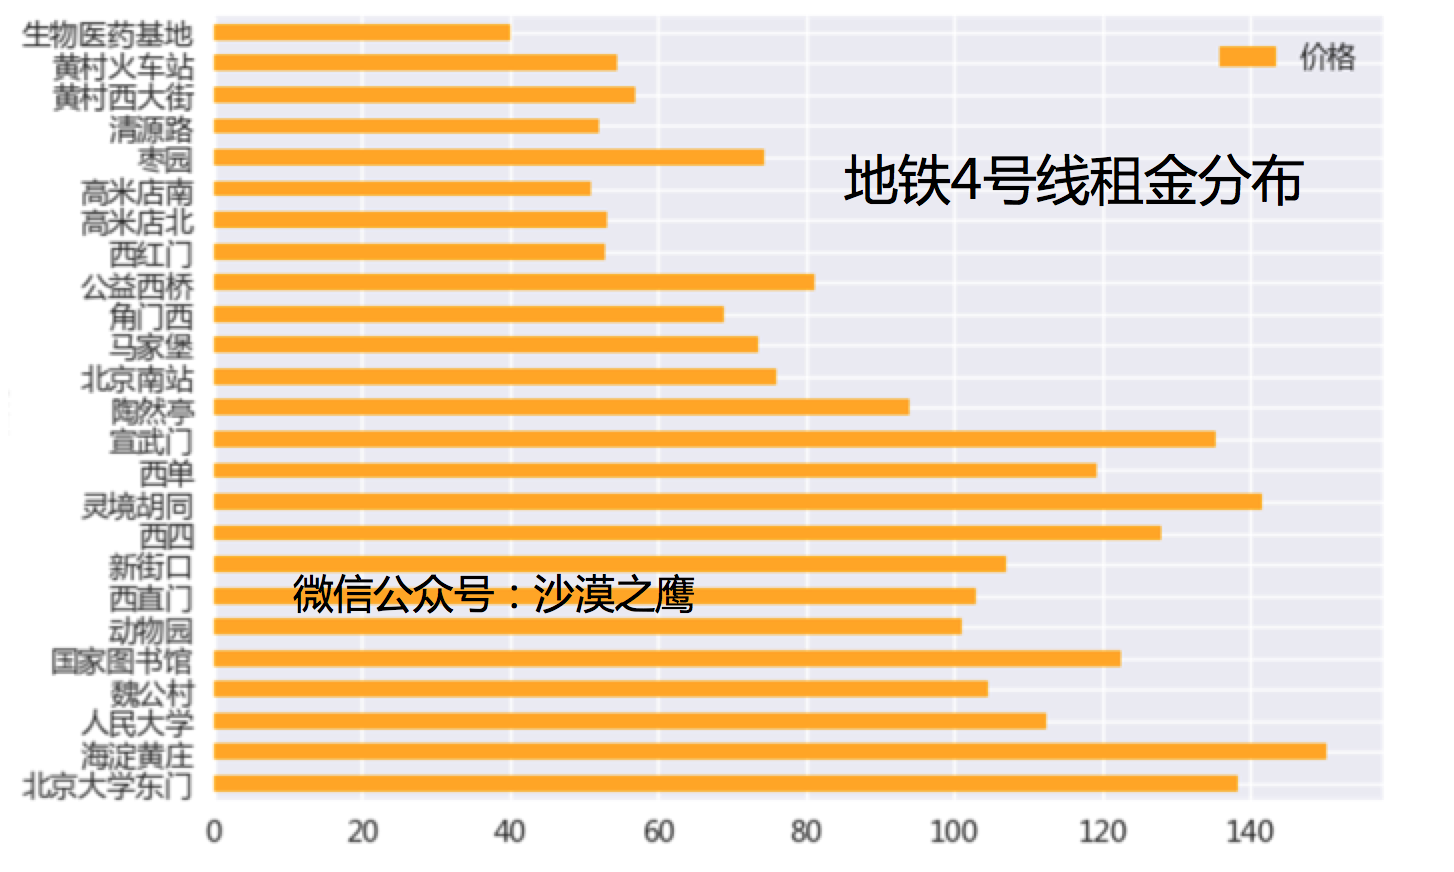 生物医药基地
黄村火车站
价格
黄村西大街
清源路
枣园
地铁4号线租金分布
高米店南
高米店北
西红门
公益西桥
角门西
马家堡
北京南站
陶然亭
宣武门
西单
灵境胡同
西四
新街口
微信公众号：沙漠之鹰
西直门
动物园
国家图书馆
魏公村
人民大学
海淀黄庄
北京大学东门
0 20 40 60 80 100 120 140